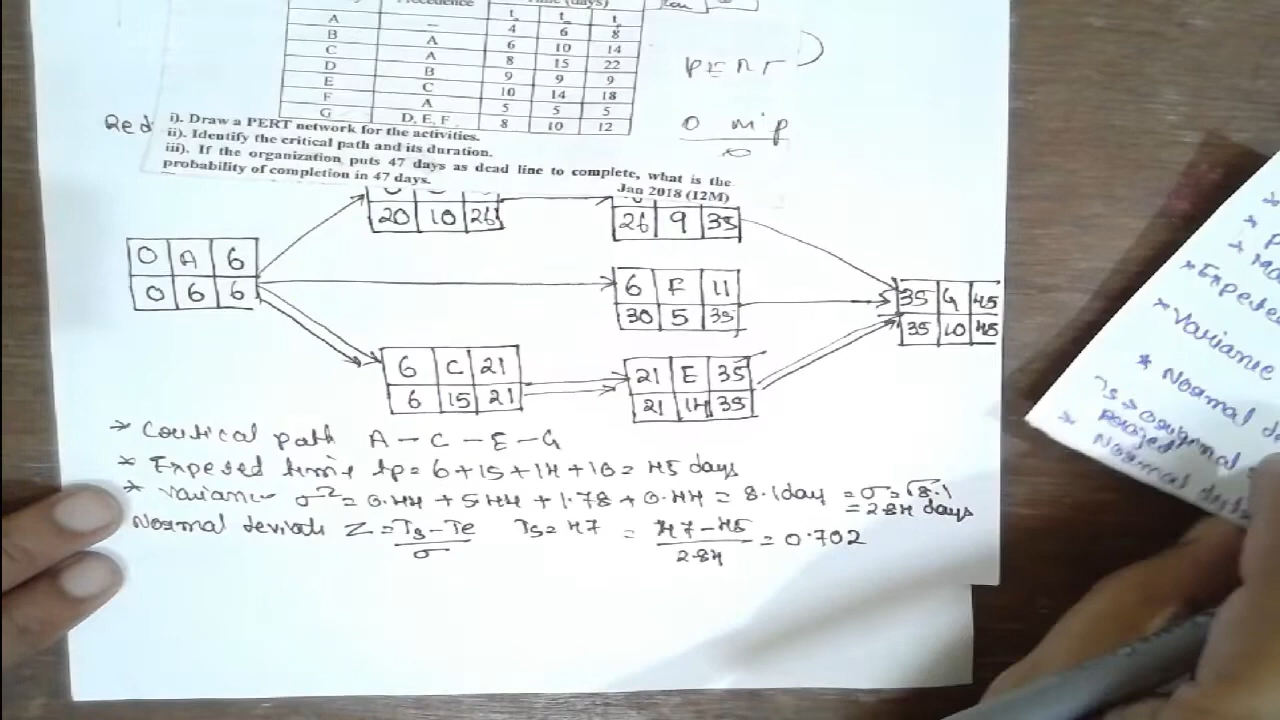 Precedence Time (days)
A – 4 6 8
B A 6 10 14
C A 8 15 22
D B 9 9 9
E C 10 14 18
F A 5 5 5
G D, E, F 8 10 12
PERT
o m p
Red
i). Draw a PERT network for the activities.
ii). Identify the critical path and its duration.
iii). If the organization puts 47 days as dead line to complete, what is the
probability of completion in 47 days.
Jan 2018 (12M)
20 10 26
26 9 35
0 A 6
0 6 6
6 F 11
30 5 35
35 G 45
35 10 45
6 C 21
6 15 21
21 E 35
21 14 35
path A – C – E – G
tp = 6 + 15 + 14 + 10 = 45 days
* Variance σ² = 0.44 + 5.44 + 1.78 + 0.44 = 8.1 day = σ = √8.1
= 2.84 days
Normal Z = Ts – Te / σ Ts = 47 = 47 – 45 / 2.84 = 0.702
* Variance
* Normal
* Normal